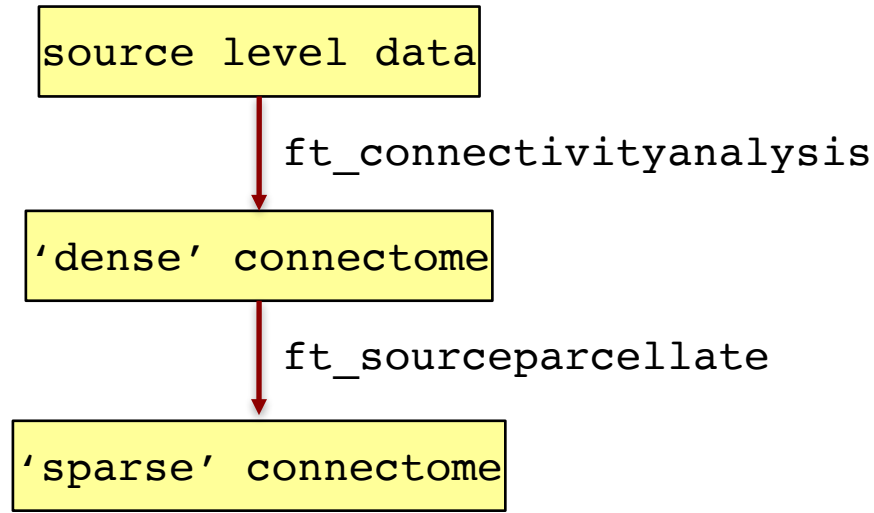 source level data
ft_connectivityanalysis
‘dense’ connectome
ft_sourceparcellate
‘sparse’ connectome